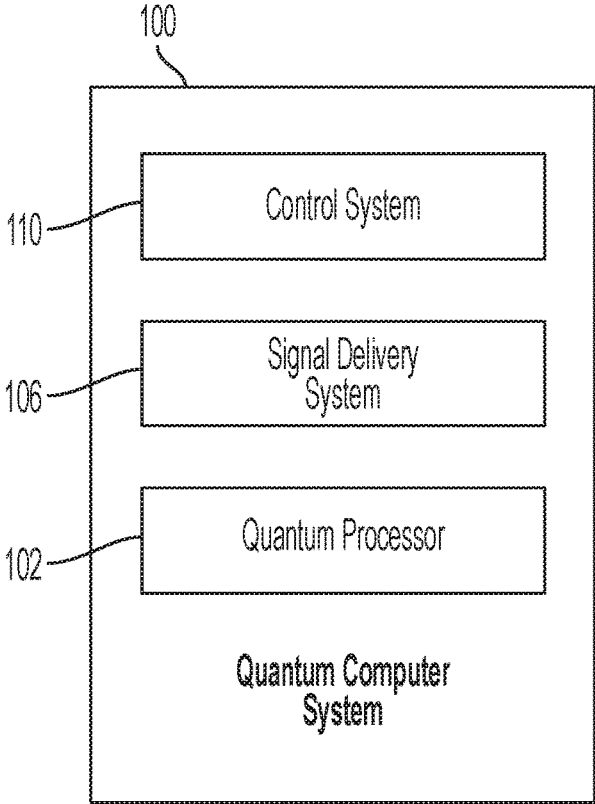 100
110
Control System
106
Signal Delivery
System
102
Quantum Processor
Quantum Computer
System